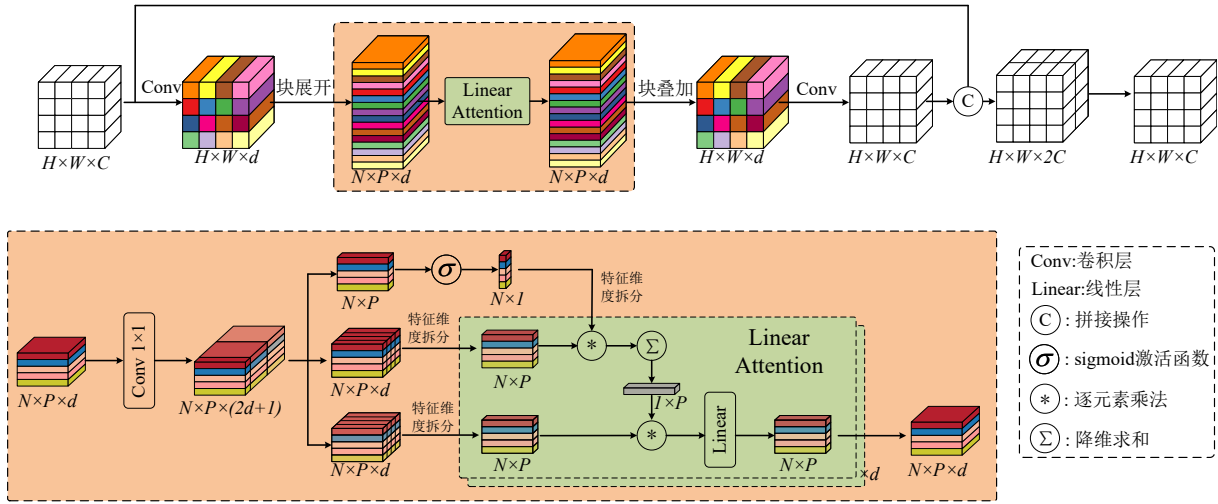 Conv
块展开
Linear
Attention
块叠加
Conv
C
H×W×C
H×W×d
N×P×d
N×P×d
H×W×d
H×W×C
H×W×2C
H×W×C
σ
N×P
N×1
特征维
度拆分
特征维
度拆分
Conv 1×1
N×P×d
N×P×(2d+1)
N×P×d
N×P
*
Σ
Linear
Attention
1×P
特征维
度拆分
N×P×d
N×P
*
Linear
N×P
×d
N×P×d
Conv:卷积层
Linear:线性层
C:拼接操作
σ:sigmoid激活函数
*:逐元素乘法
Σ:降维求和